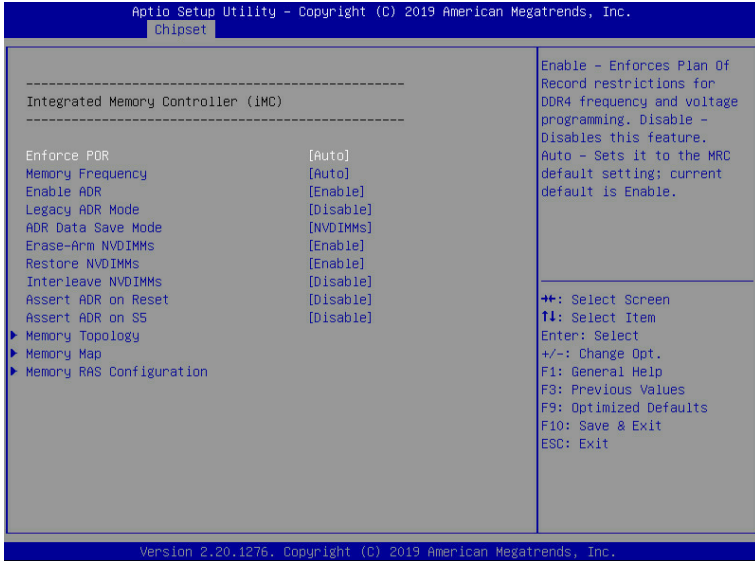 Aptio Setup Utility – Copyright (C) 2019 American Megatrends, Inc.
Chipset
------------------------------------------------
Integrated Memory Controller (iMC)
------------------------------------------------
Enforce POR [Auto]
Memory Frequency [Auto]
Enable ADR [Enable]
Legacy ADR Mode [Disable]
ADR Data Save Mode [NVDIMMs]
Erase-Arm NVDIMMs [Enable]
Restore NVDIMMs [Enable]
Interleave NVDIMMs [Disable]
Assert ADR on Reset [Disable]
Assert ADR on S5 [Disable]
▶ Memory Topology
▶ Memory Map
▶ Memory RAS Configuration
Enable – Enforces Plan Of
Record restrictions for
DDR4 frequency and voltage
programming. Disable –
Disables this feature.
Auto – Sets it to the MRC
default setting; current
default is Enable.
→←: Select Screen
↑↓: Select Item
Enter: Select
+/-: Change Opt.
F1: General Help
F3: Previous Values
F9: Optimized Defaults
F10: Save & Exit
ESC: Exit
Version 2.20.1276. Copyright (C) 2019 American Megatrends, Inc.